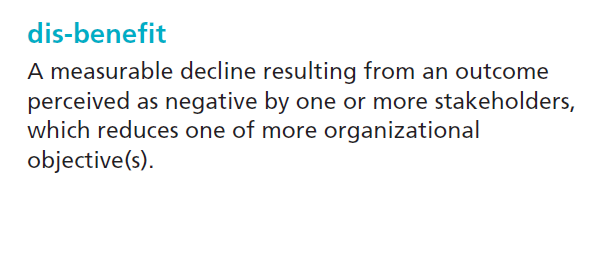 dis-benefit
A measurable decline resulting from an outcome
perceived as negative by one or more stakeholders,
which reduces one of more organizational
objective(s).